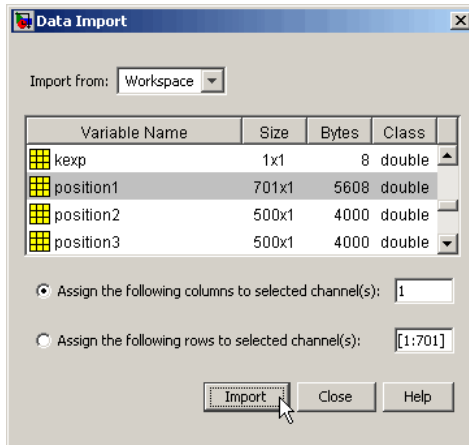 Data Import
Import from: Workspace
Variable Name Size Bytes Class
kexp 1x1 8 double
position1 701x1 5608 double
position2 500x1 4000 double
position3 500x1 4000 double
Assign the following columns to selected channel(s): 1
Assign the following rows to selected channel(s): [1:701]
Import Close Help